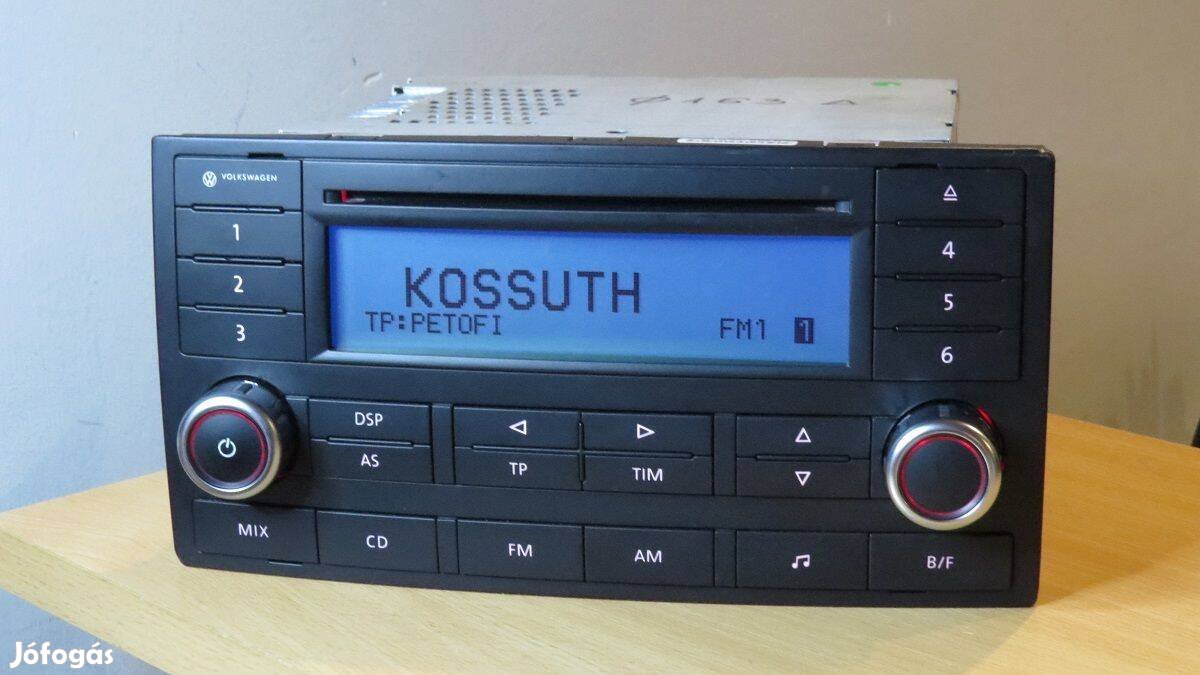 Ø163 A
VOLKSWAGEN
1
2
3
4
5
6
KOSSUTH
TP:PETOFI
FM1 1
DSP
AS
TP
TIM
MIX
CD
FM
AM
B/F
Jófogás